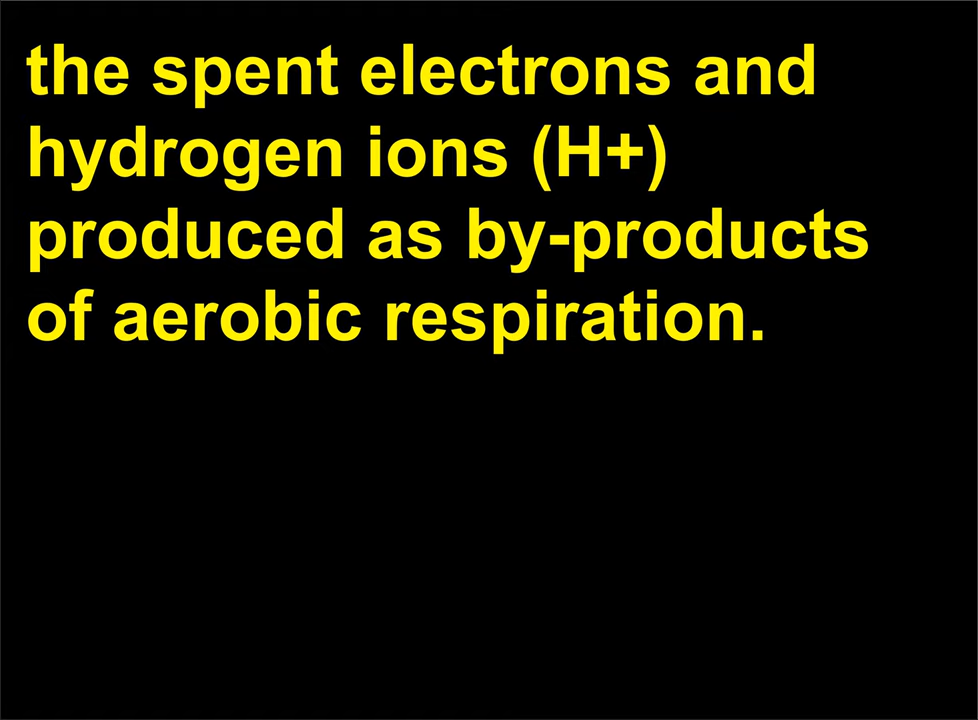 the spent electrons and
hydrogen ions (H+)
produced as by-products
of aerobic respiration.